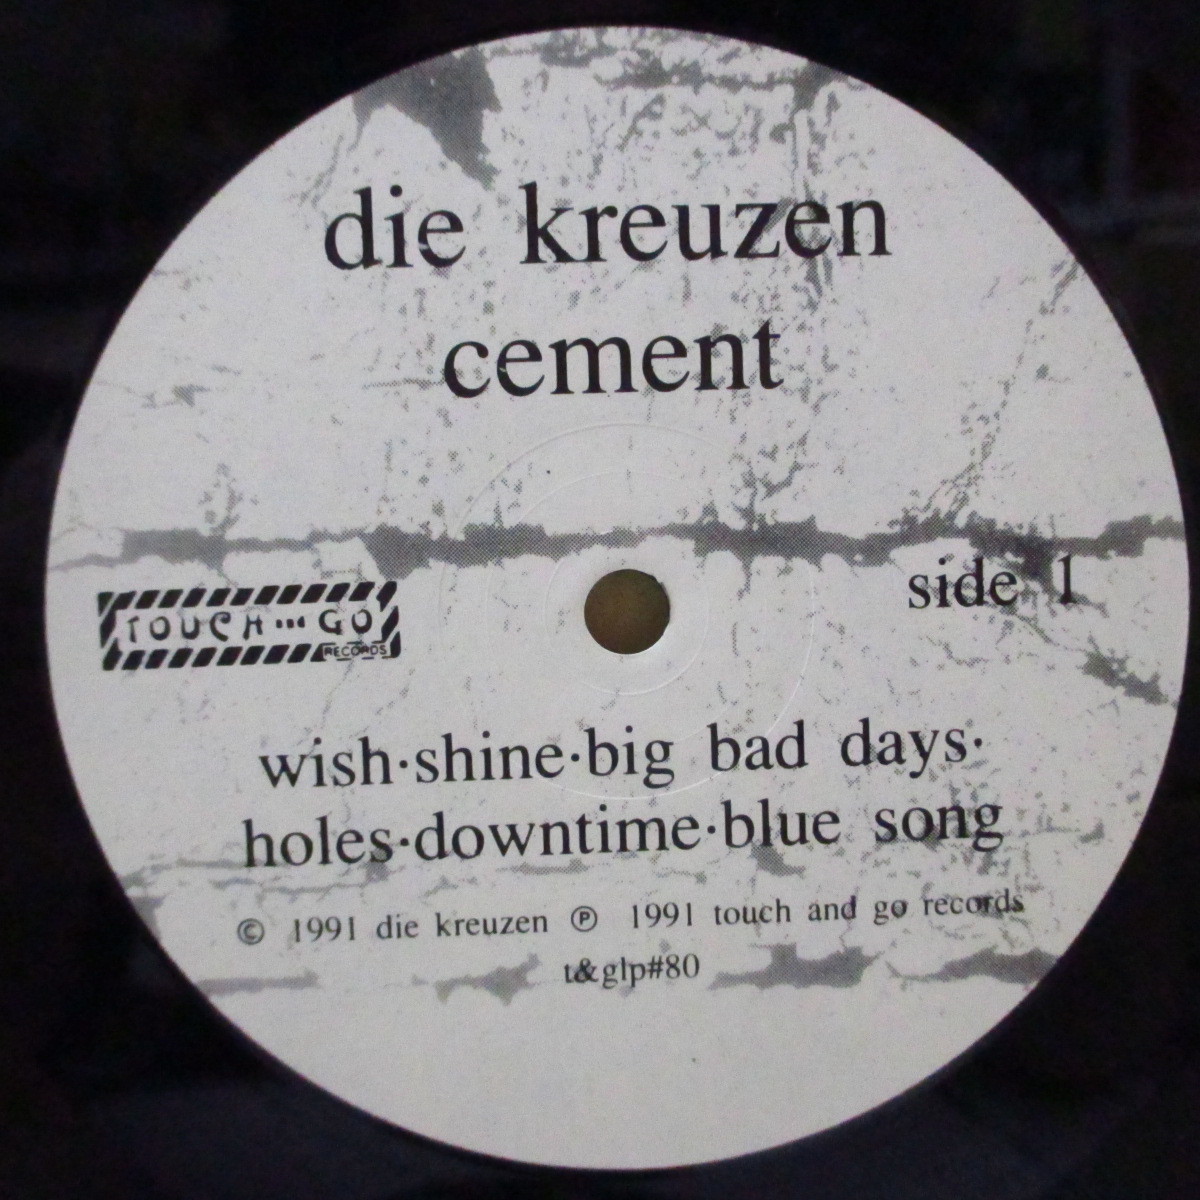 die kreuzen
cement
side 1
TOUCH and GO
RECORDS
wish·shine·big bad days·
holes·downtime·blue song
© 1991 die kreuzen ℗ 1991 touch and go records
t&glp#80